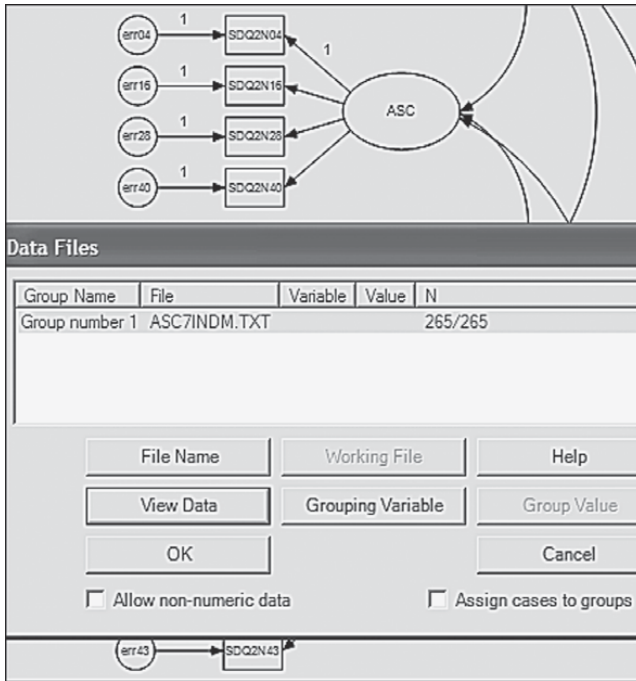 1
err04 SDQ2N04
1
1
err16 SDQ2N16
ASC
1
err28 SDQ2N28
1
err40 SDQ2N40
Data Files
Group Name File Variable Value N
Group number 1 ASC7INDM.TXT 265/265
File Name Working File Help
View Data Grouping Variable Group Value
OK Cancel
Allow non-numeric data Assign cases to groups
err43 SDQ2N43